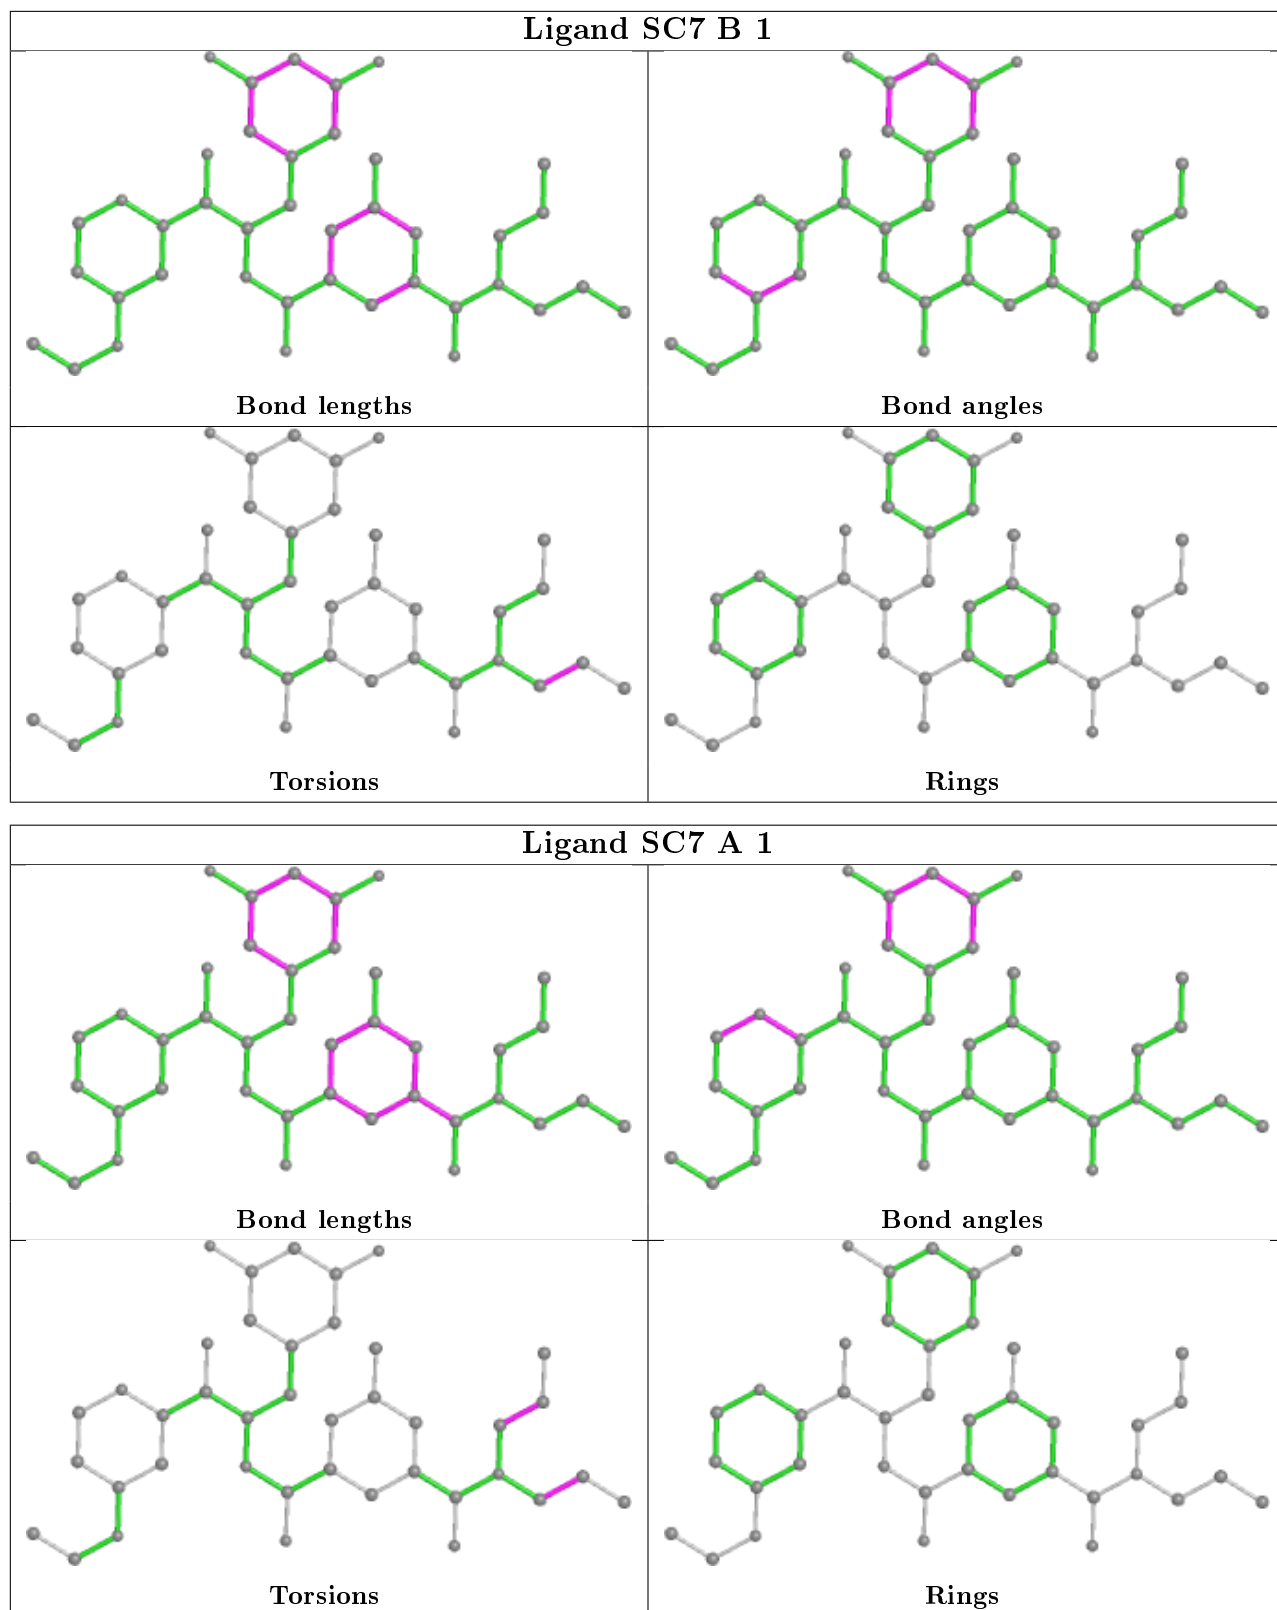 Ligand SC7 B 1
Bond lengths
Bond angles
Torsions
Rings
Ligand SC7 A 1
Bond lengths
Bond angles
Torsions
Rings